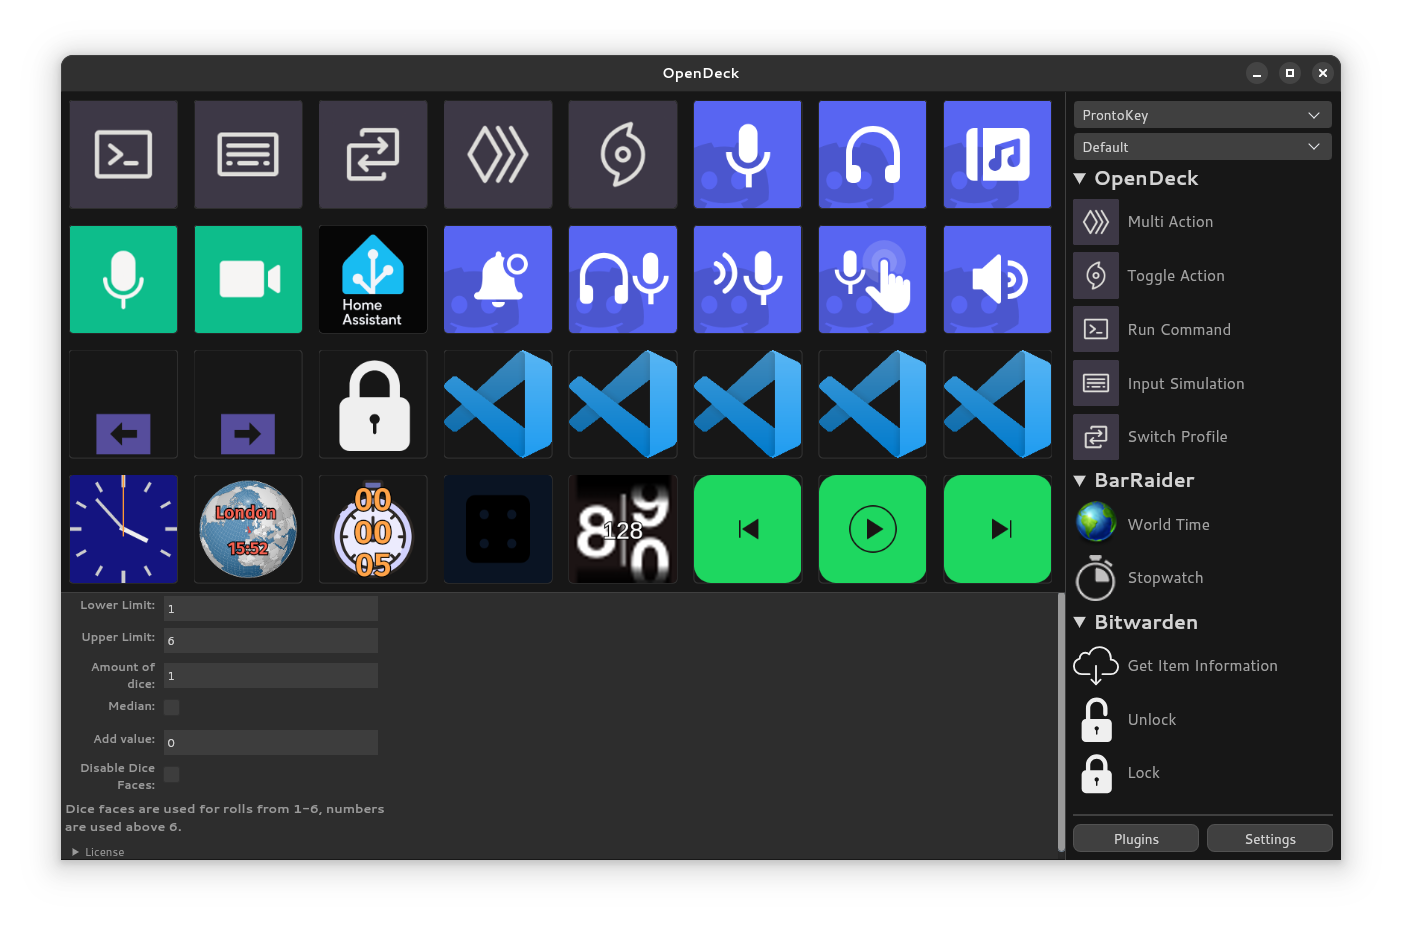 OpenDeck
ProntoKey
Default
OpenDeck
Multi Action
Toggle Action
Run Command
Input Simulation
Switch Profile
BarRaider
World Time
Stopwatch
Bitwarden
Get Item Information
Unlock
Lock
Plugins
Settings
Home
Assistant
London
15:52
00
00
05
8
9
0
128
Lower Limit:
1
Upper Limit:
6
Amount of
dice:
1
Median:
Add value:
0
Disable Dice
Faces:
Dice faces are used for rolls from 1-6, numbers
are used above 6.
License